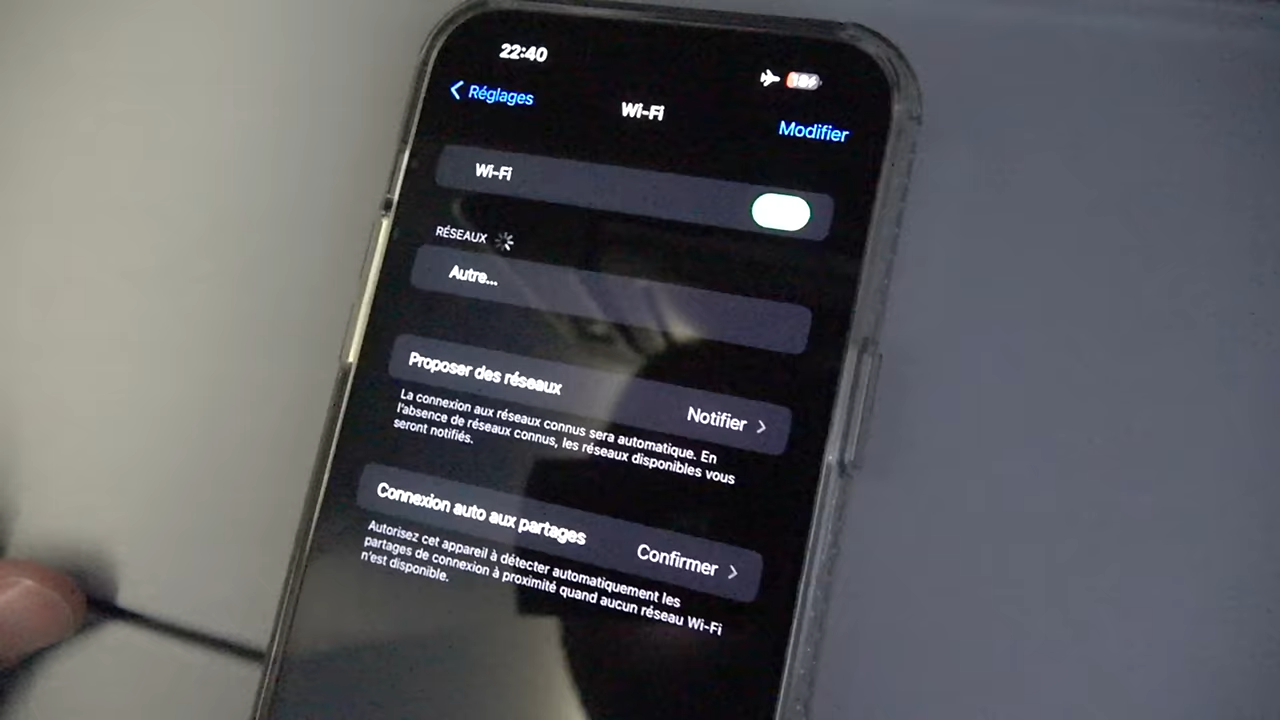 22:40
Réglages
Wi-Fi
Modifier
Wi-Fi
RÉSEAUX
Autre...
Proposer des réseaux
Notifier
La connexion aux réseaux connus sera automatique. En
l'absence de réseaux connus, les réseaux disponibles vous
seront notifiés.
Connexion auto aux partages
Confirmer
Autorisez cet appareil à détecter automatiquement les
partages de connexion à proximité quand aucun réseau Wi-Fi
n'est disponible.